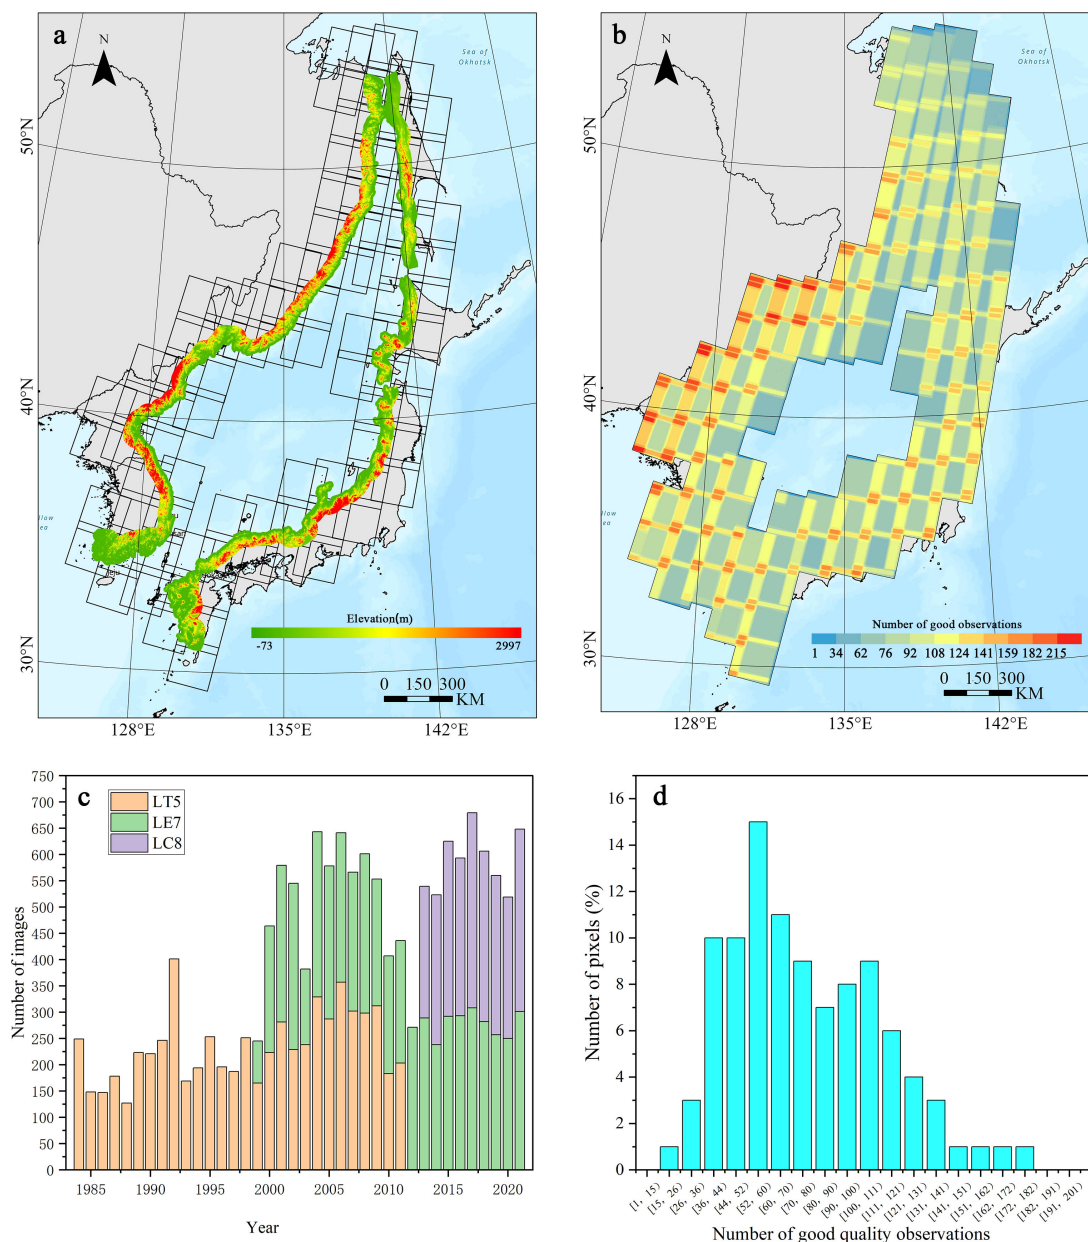 a
N
Sea of
Okhotsk
50°N
40°N
30°N
llow
ea
Elevation(m)
-73 2997
0 150 300
KM
128°E 135°E 142°E
b
N
Sea of
Okhotsk
50°N
40°N
30°N
llow
ea
Number of good observations
1 34 62 76 92 108 124 141 159 182 215
0 150 300
KM
128°E 135°E 142°E
c
LT5
LE7
LC8
Number of images
750
700
650
600
550
500
450
400
350
300
250
200
150
100
50
0
1985 1990 1995 2000 2005 2010 2015 2020
Year
d
Number of pixels (%)
16
14
12
10
8
6
4
2
0
[1, 15) [15, 26) [26, 36) [36, 44) [44, 52) [52, 60) [60, 70) [70, 80) [80, 90) [90, 100) [100, 111) [111, 121) [121, 131) [131, 141) [141, 151) [151, 162) [162, 172) [172, 182) [182, 191) [191, 201)
Number of good quality observations